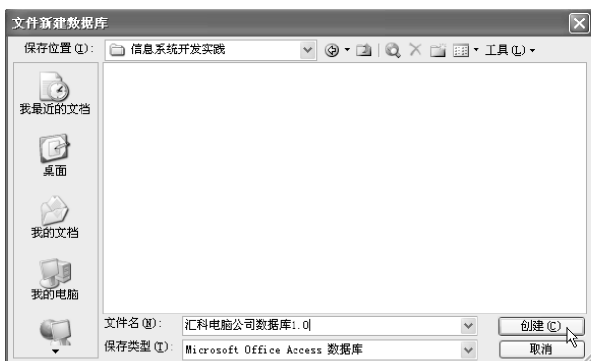 文件新建数据库
保存位置(I): 信息系统开发实践 工具(L)
我最近的文档
桌面
我的文档
我的电脑
文件名(N): 汇科电脑公司数据库1.0 创建(C)
保存类型(T): Microsoft Office Access 数据库 取消